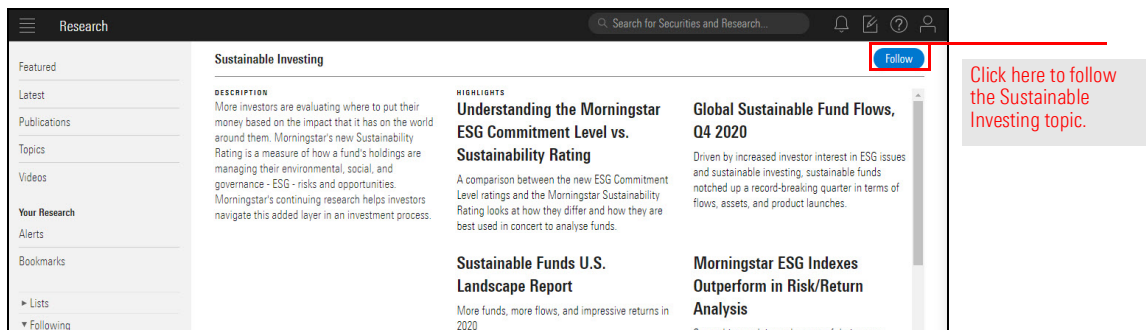 Research
Search for Securities and Research...
Featured
Latest
Publications
Topics
Videos
Your Research
Alerts
Bookmarks
Lists
Following
Sustainable Investing
Follow
DESCRIPTION
More investors are evaluating where to put their
money based on the impact that it has on the world
around them. Morningstar's new Sustainability
Rating is a measure of how a fund's holdings are
managing their environmental, social, and
governance - ESG - risks and opportunities.
Morningstar's continuing research helps investors
navigate this added layer in an investment process.
HIGHLIGHTS
Understanding the Morningstar
ESG Commitment Level vs.
Sustainability Rating
A comparison between the new ESG Commitment
Level ratings and the Morningstar Sustainability
Rating looks at how they differ and how they are
best used in concert to analyse funds.
Global Sustainable Fund Flows,
Q4 2020
Driven by increased investor interest in ESG issues
and sustainable investing, sustainable funds
notched up a record-breaking quarter in terms of
flows, assets, and product launches.
Sustainable Funds U.S.
Landscape Report
More funds, more flows, and impressive returns in
2020
Morningstar ESG Indexes
Outperform in Risk/Return
Analysis
Click here to follow
the Sustainable
Investing topic.